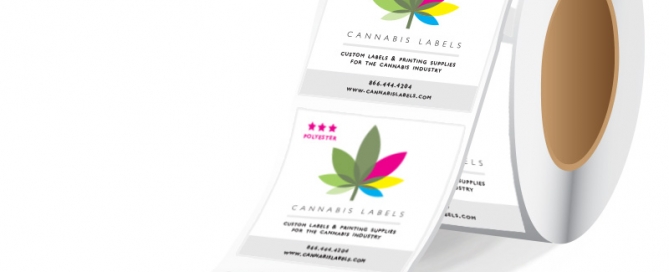 CANNABIS LABELS
CUSTOM LABELS & PRINTING SUPPLIES
FOR THE CANNABIS INDUSTRY
866.444.4204
WWW.CANNABISLABELS.COM
★★★
POLYESTER
CANNABIS LABELS
CUSTOM LABELS & PRINTING SUPPLIES
FOR THE CANNABIS INDUSTRY
866.444.4204
WWW.CANNABISLABELS.COM